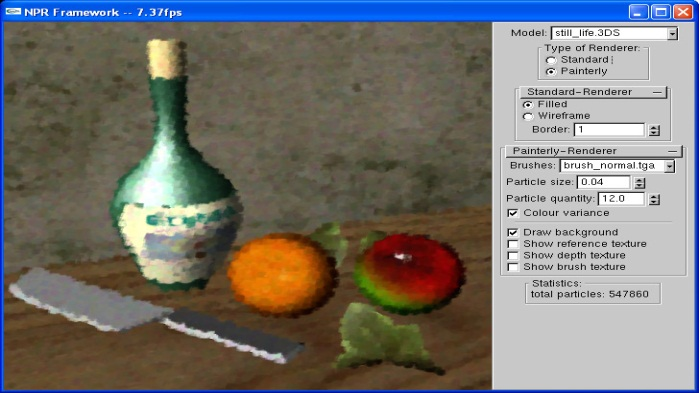 NPR Framework -- 7.37fps
Model: still_life.3DS
Type of Renderer:
Standard
Painterly
Standard-Renderer
Filled
Wireframe
Border: 1
Painterly-Renderer
Brushes: brush_normal.tga
Particle size: 0.04
Particle quantity: 12.0
Colour variance
Draw background
Show reference texture
Show depth texture
Show brush texture
Statistics:
total particles: 547860